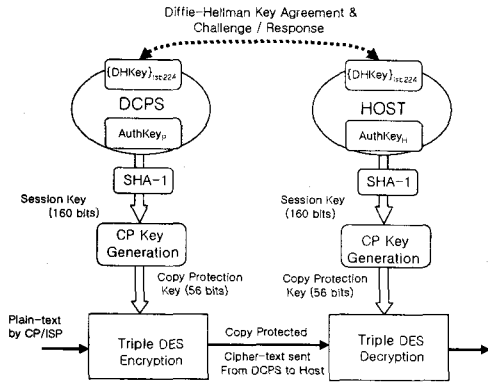 Diffie-Hellman Key Agreement &
Challenge / Response
{DHKey}lsb224
{DHKey}lsb224
DCPS
HOST
AuthKeyP
AuthKeyH
SHA-1
SHA-1
Session Key
(160 bits)
Session Key
(160 bits)
CP Key
Generation
CP Key
Generation
Copy Protection
Key (56 bits)
Copy Protection
Key (56 bits)
Plain-text
by CP/ISP
Triple DES
Encryption
Copy Protected
Cipher-text sent
From DCPS to Host
Triple DES
Decryption